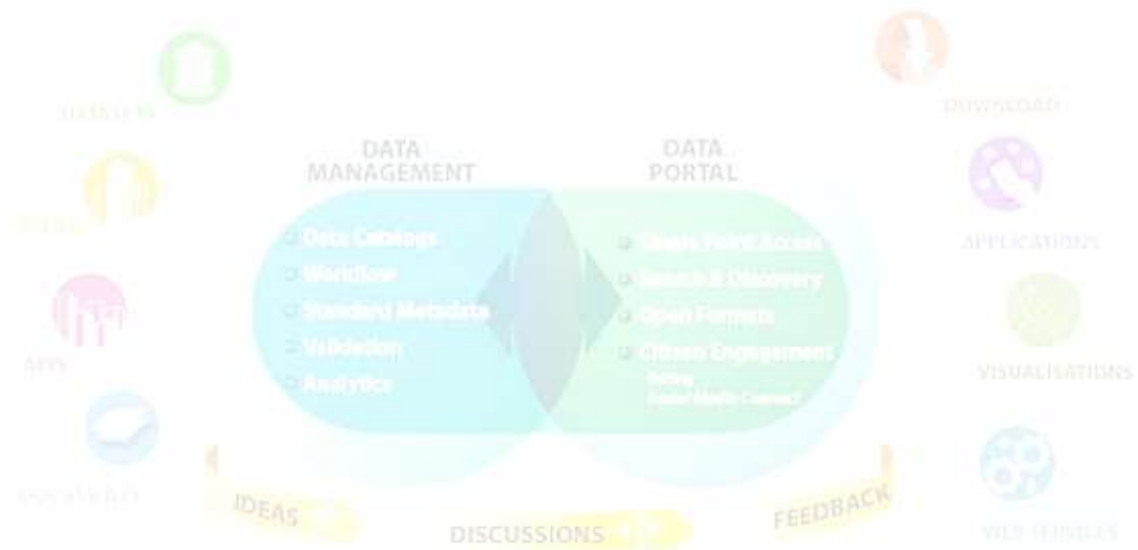 DATASETS
APIS
DATA
MANAGEMENT
Data Catalogs
Workflow
Standard Metadata
Validation
Analytics
DATA
PORTAL
Single Point Access
Search & Discovery
Open Formats
Citizen Engagement
Rating
Social Media Connect
DOWNLOAD
APPLICATIONS
VISUALISATIONS
WEB SERVICES
IDEAS
DISCUSSIONS
FEEDBACK